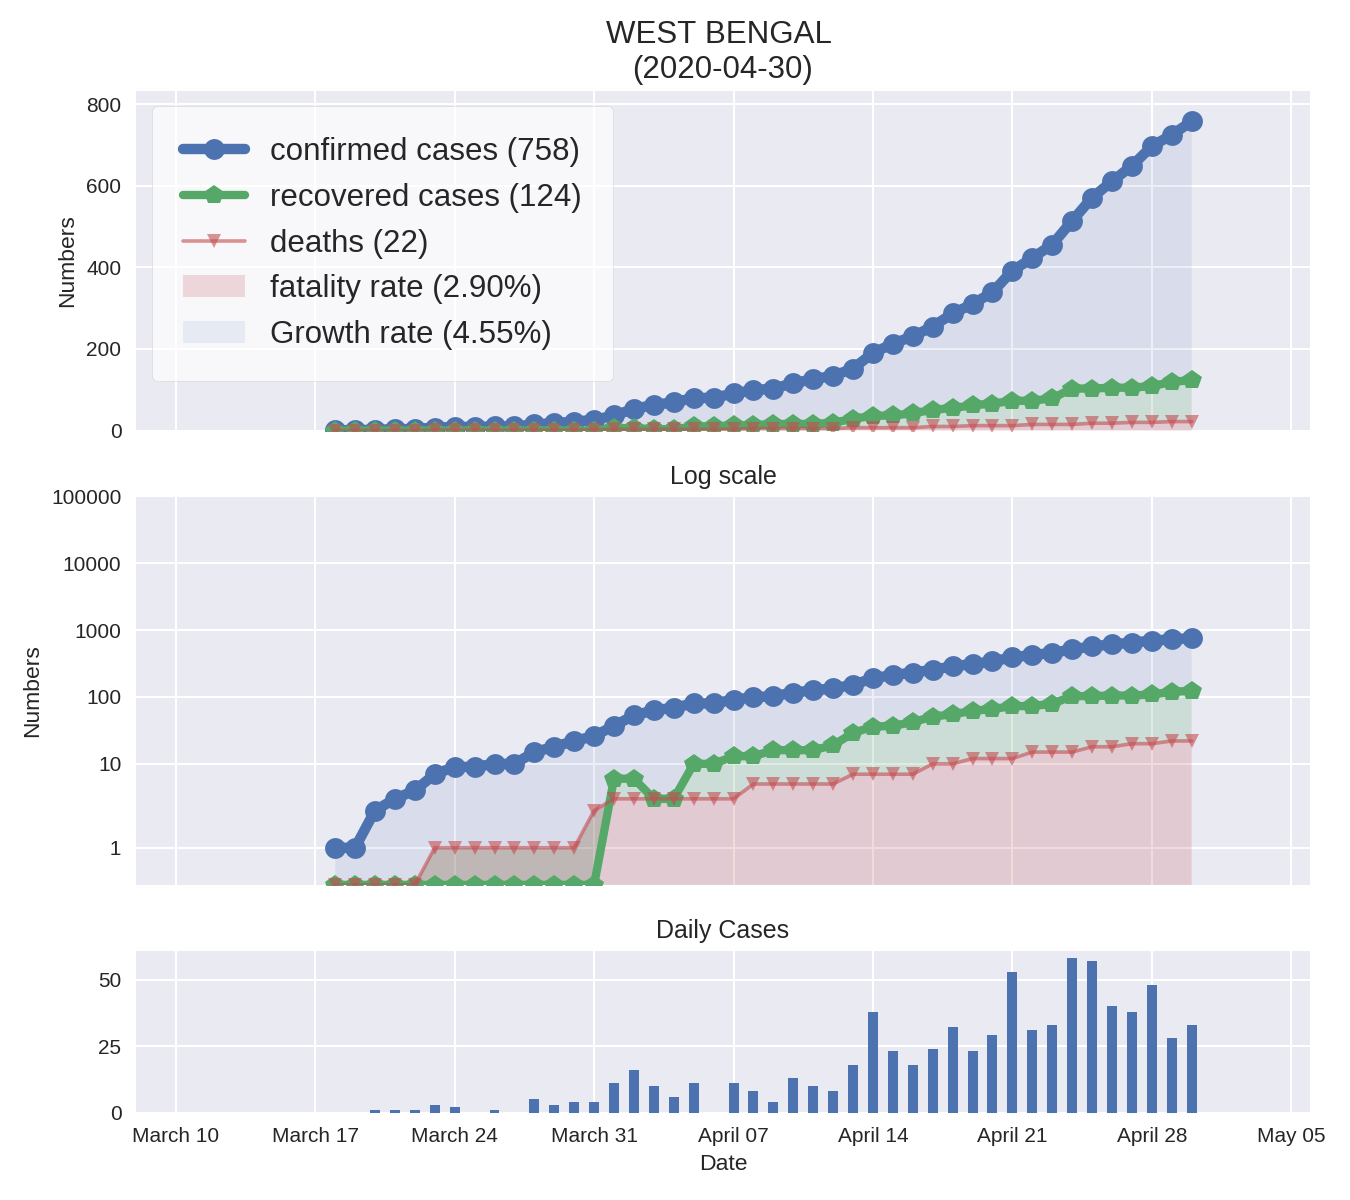 WEST BENGAL
(2020-04-30)
800
600
400
200
0
Numbers
confirmed cases (758)
recovered cases (124)
deaths (22)
fatality rate (2.90%)
Growth rate (4.55%)
Log scale
100000
10000
1000
100
10
1
Numbers
Daily Cases
50
25
0
March 10 March 17 March 24 March 31 April 07 April 14 April 21 April 28 May 05
Date